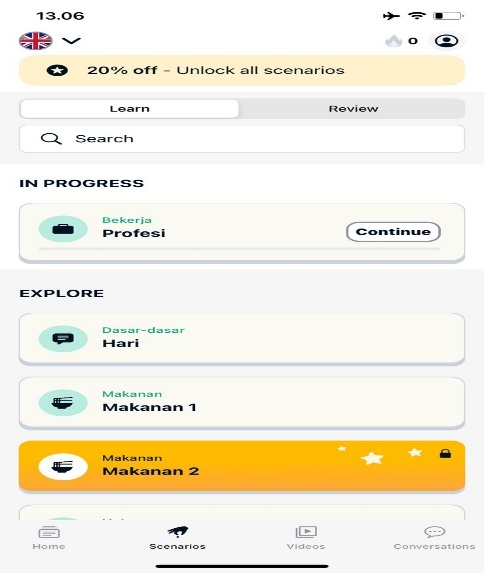 13.06
0
20% off - Unlock all scenarios
Learn
Review
Search
IN PROGRESS
Bekerja
Profesi
Continue
EXPLORE
Dasar-dasar
Hari
Makanan
Makanan 1
Makanan
Makanan 2
Home
Scenarios
Videos
Conversations